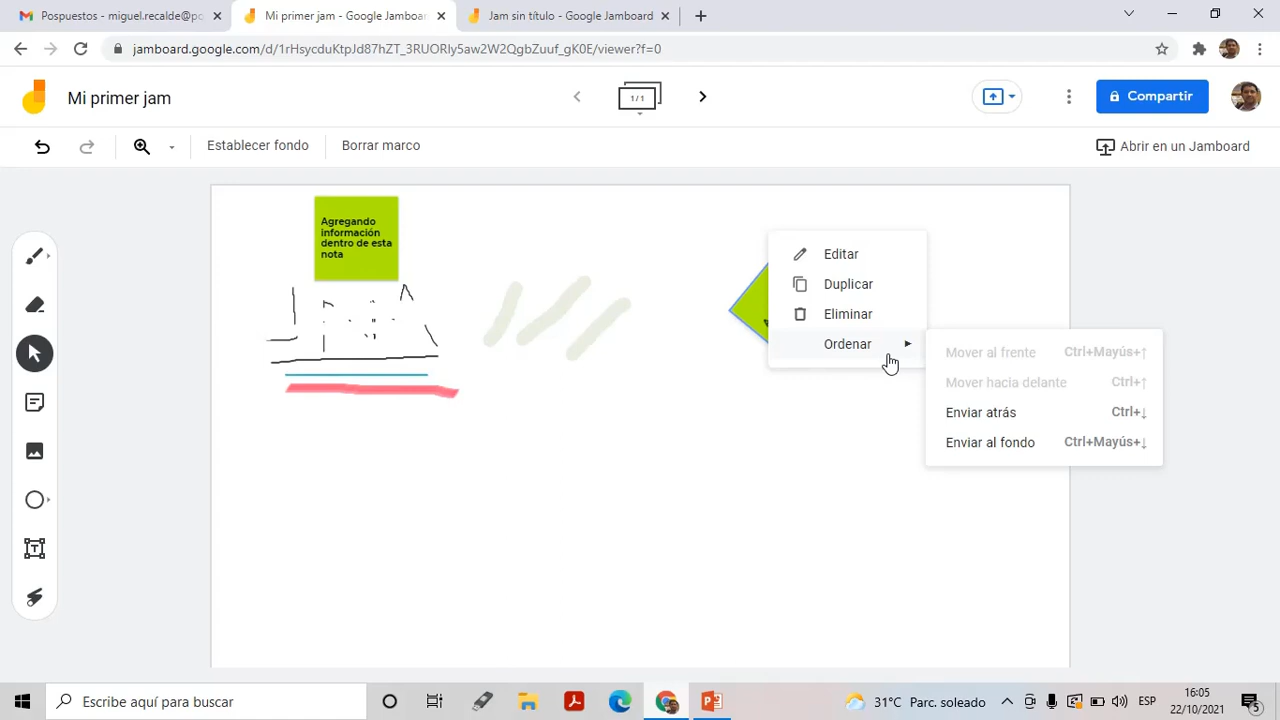 Pospuestos - miguel.recalde@po
Mi primer jam - Google Jamboard
Jam sin título - Google Jamboard
jamboard.google.com/d/1rHsycduKtpJd87hZT_3RUORly5aw2W2QgbZuuf_gK0E/viewer?f=0
Mi primer jam
1/1
Compartir
Establecer fondo
Borrar marco
Abrir en un Jamboard
Agregando
información
dentro de esta
nota
Editar
Duplicar
Eliminar
Ordenar
Mover al frente Ctrl+Mayús+↑
Mover hacia delante Ctrl+↑
Enviar atrás Ctrl+↓
Enviar al fondo Ctrl+Mayús+↓
Escribe aquí para buscar
31°C Parc. soleado
ESP
16:05
22/10/2021
5